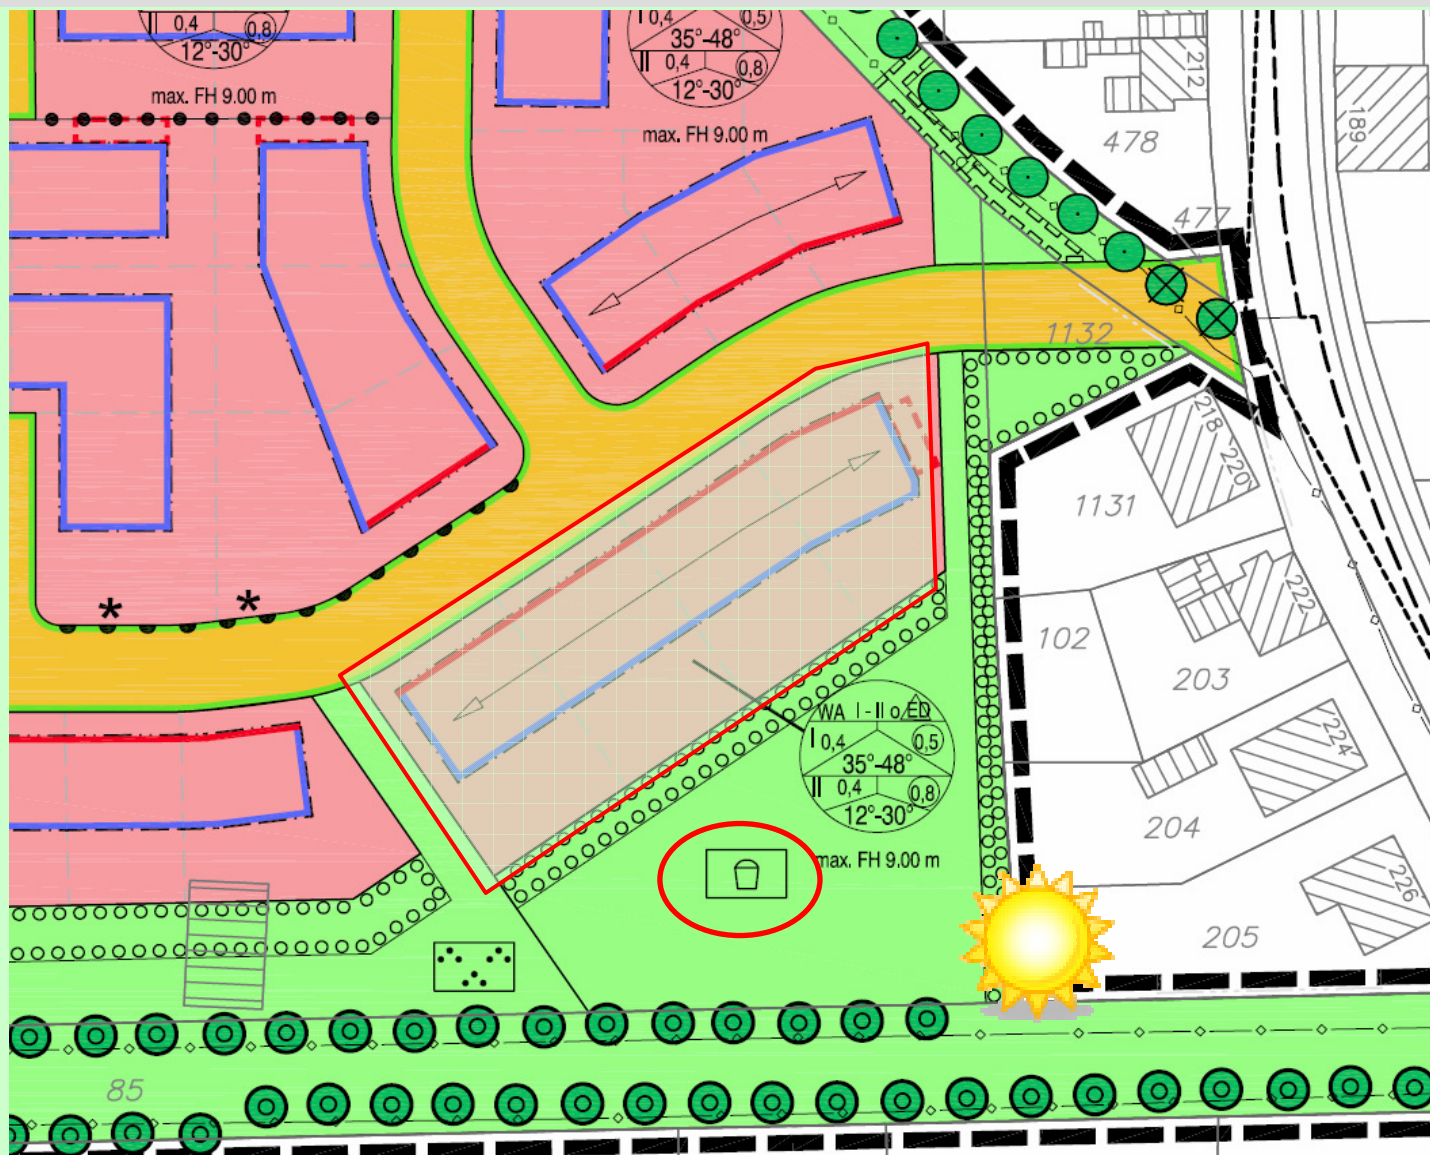 II 0,4 0,8
12°-30°
max. FH 9.00 m
I 0,4 0,5
35°-48°
II 0,4 0,8
12°-30°
max. FH 9.00 m
212
478
189
477
1132
218 - 220
1131
222
102
203
* *
WA I - II o ED
I 0,4 0,5
35°-48°
II 0,4 0,8
12°-30°
max. FH 9.00 m
224
204
226
205
85